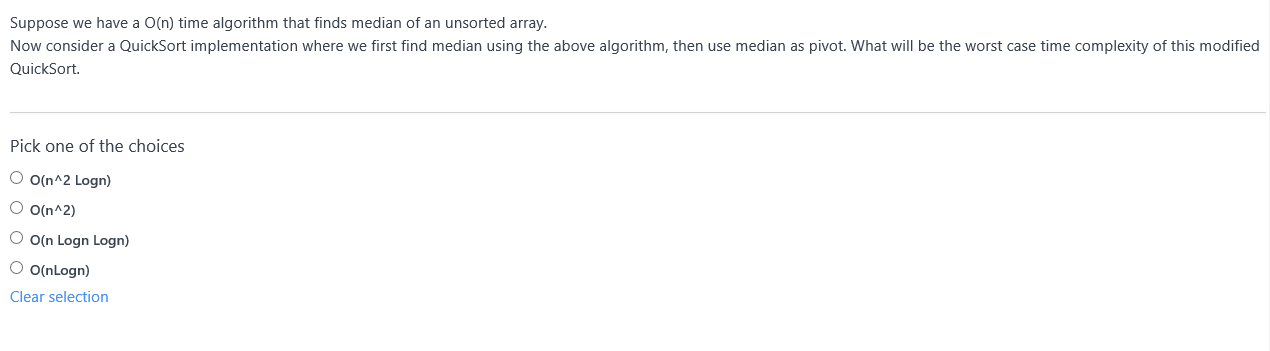 Suppose we have a O(n) time algorithm that finds median of an unsorted array.
Now consider a QuickSort implementation where we first find median using the above algorithm, then use median as pivot. What will be the worst case time complexity of this modified
QuickSort.
Pick one of the choices
O(n^2 Logn)
O(n^2)
O(n Logn Logn)
O(nLogn)
Clear selection